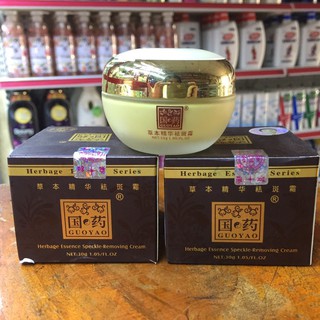 国药
草本精华祛斑霜
Herbage
Series
草本精华祛斑霜
国药®
GUOYAO
Herbage Essence Speckle-Removing Cream
NET.30g 1.05/FL.OZ
Herbage
Series
草本精华祛斑霜
国药®
GUOYAO
Herbage Essence Speckle-Removing Cream
NET.30g 1.05/FL.OZ